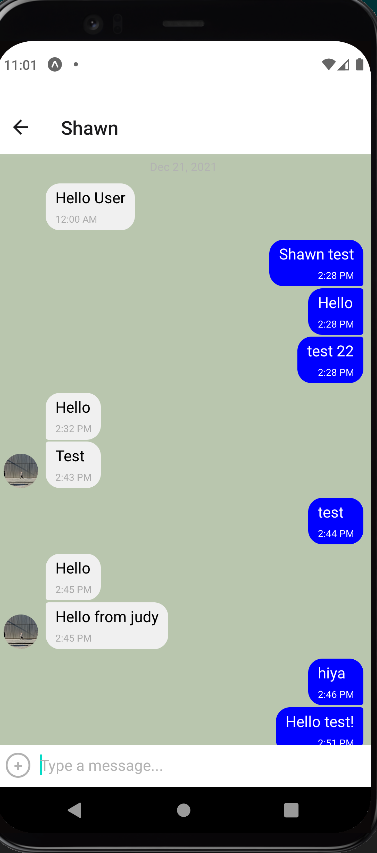 11:01
Shawn
Dec 21, 2021
Hello User
12:00 AM
Shawn test
2:28 PM
Hello
2:28 PM
test 22
2:28 PM
Hello
2:32 PM
Test
2:43 PM
test
2:44 PM
Hello
2:45 PM
Hello from judy
2:45 PM
hiya
2:46 PM
Hello test!
2:51 PM
Type a message...